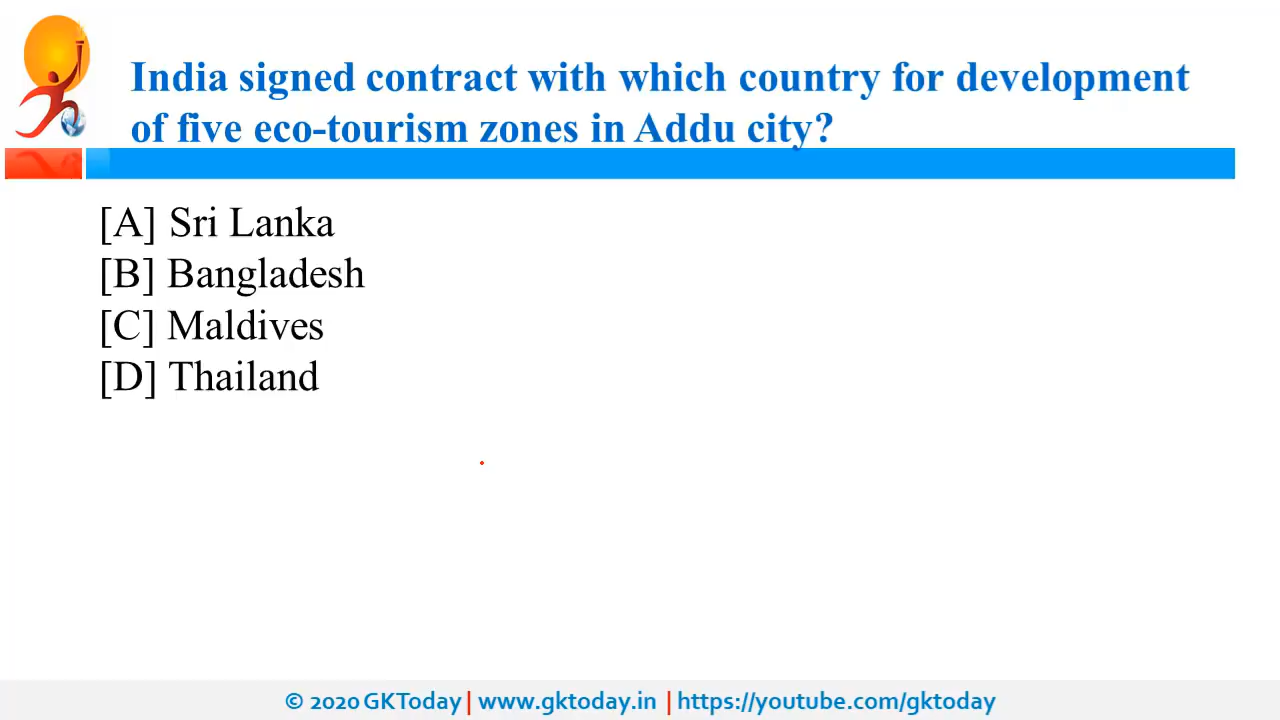 India signed contract with which country for development
of five eco-tourism zones in Addu city?
[A] Sri Lanka
[B] Bangladesh
[C] Maldives
[D] Thailand
© 2020 GKToday | www.gktoday.in | https://youtube.com/gktoday